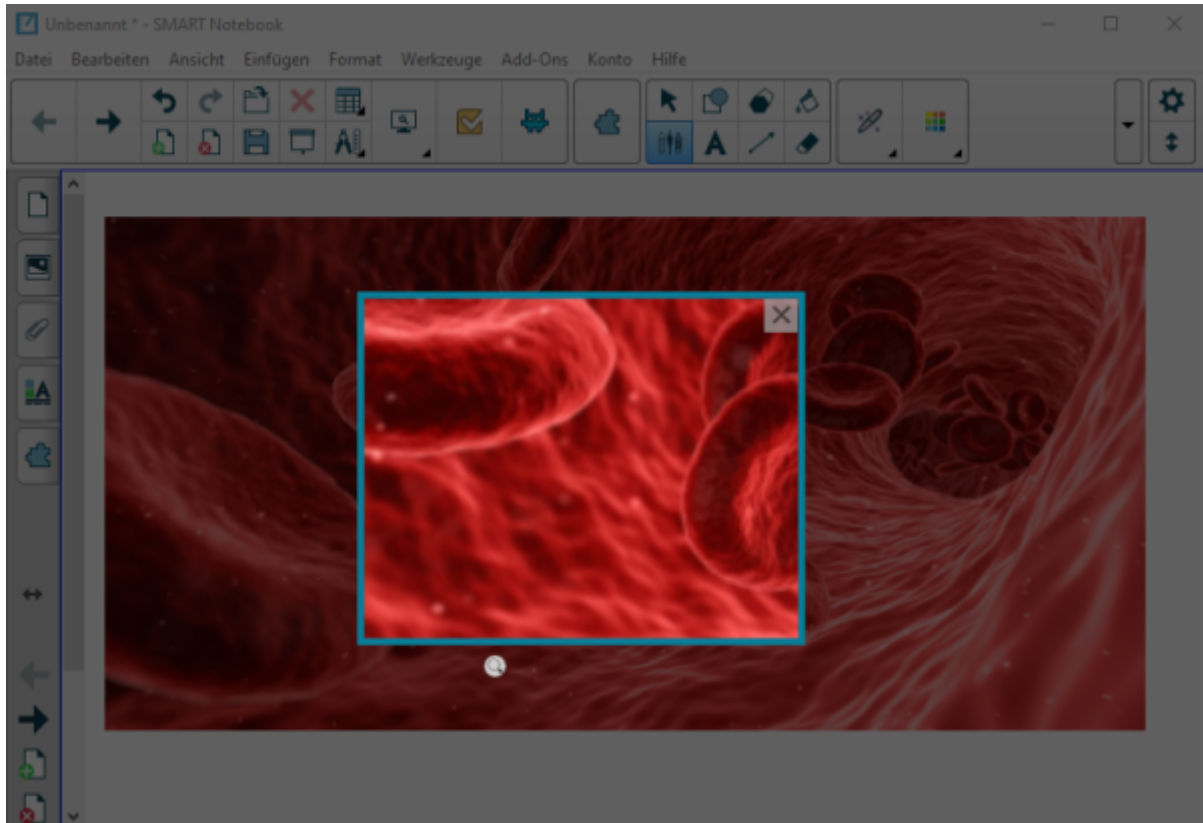 Unbenannt * - SMART Notebook
Datei Bearbeiten Ansicht Einfügen Format Werkzeuge Add-Ons Konto Hilfe